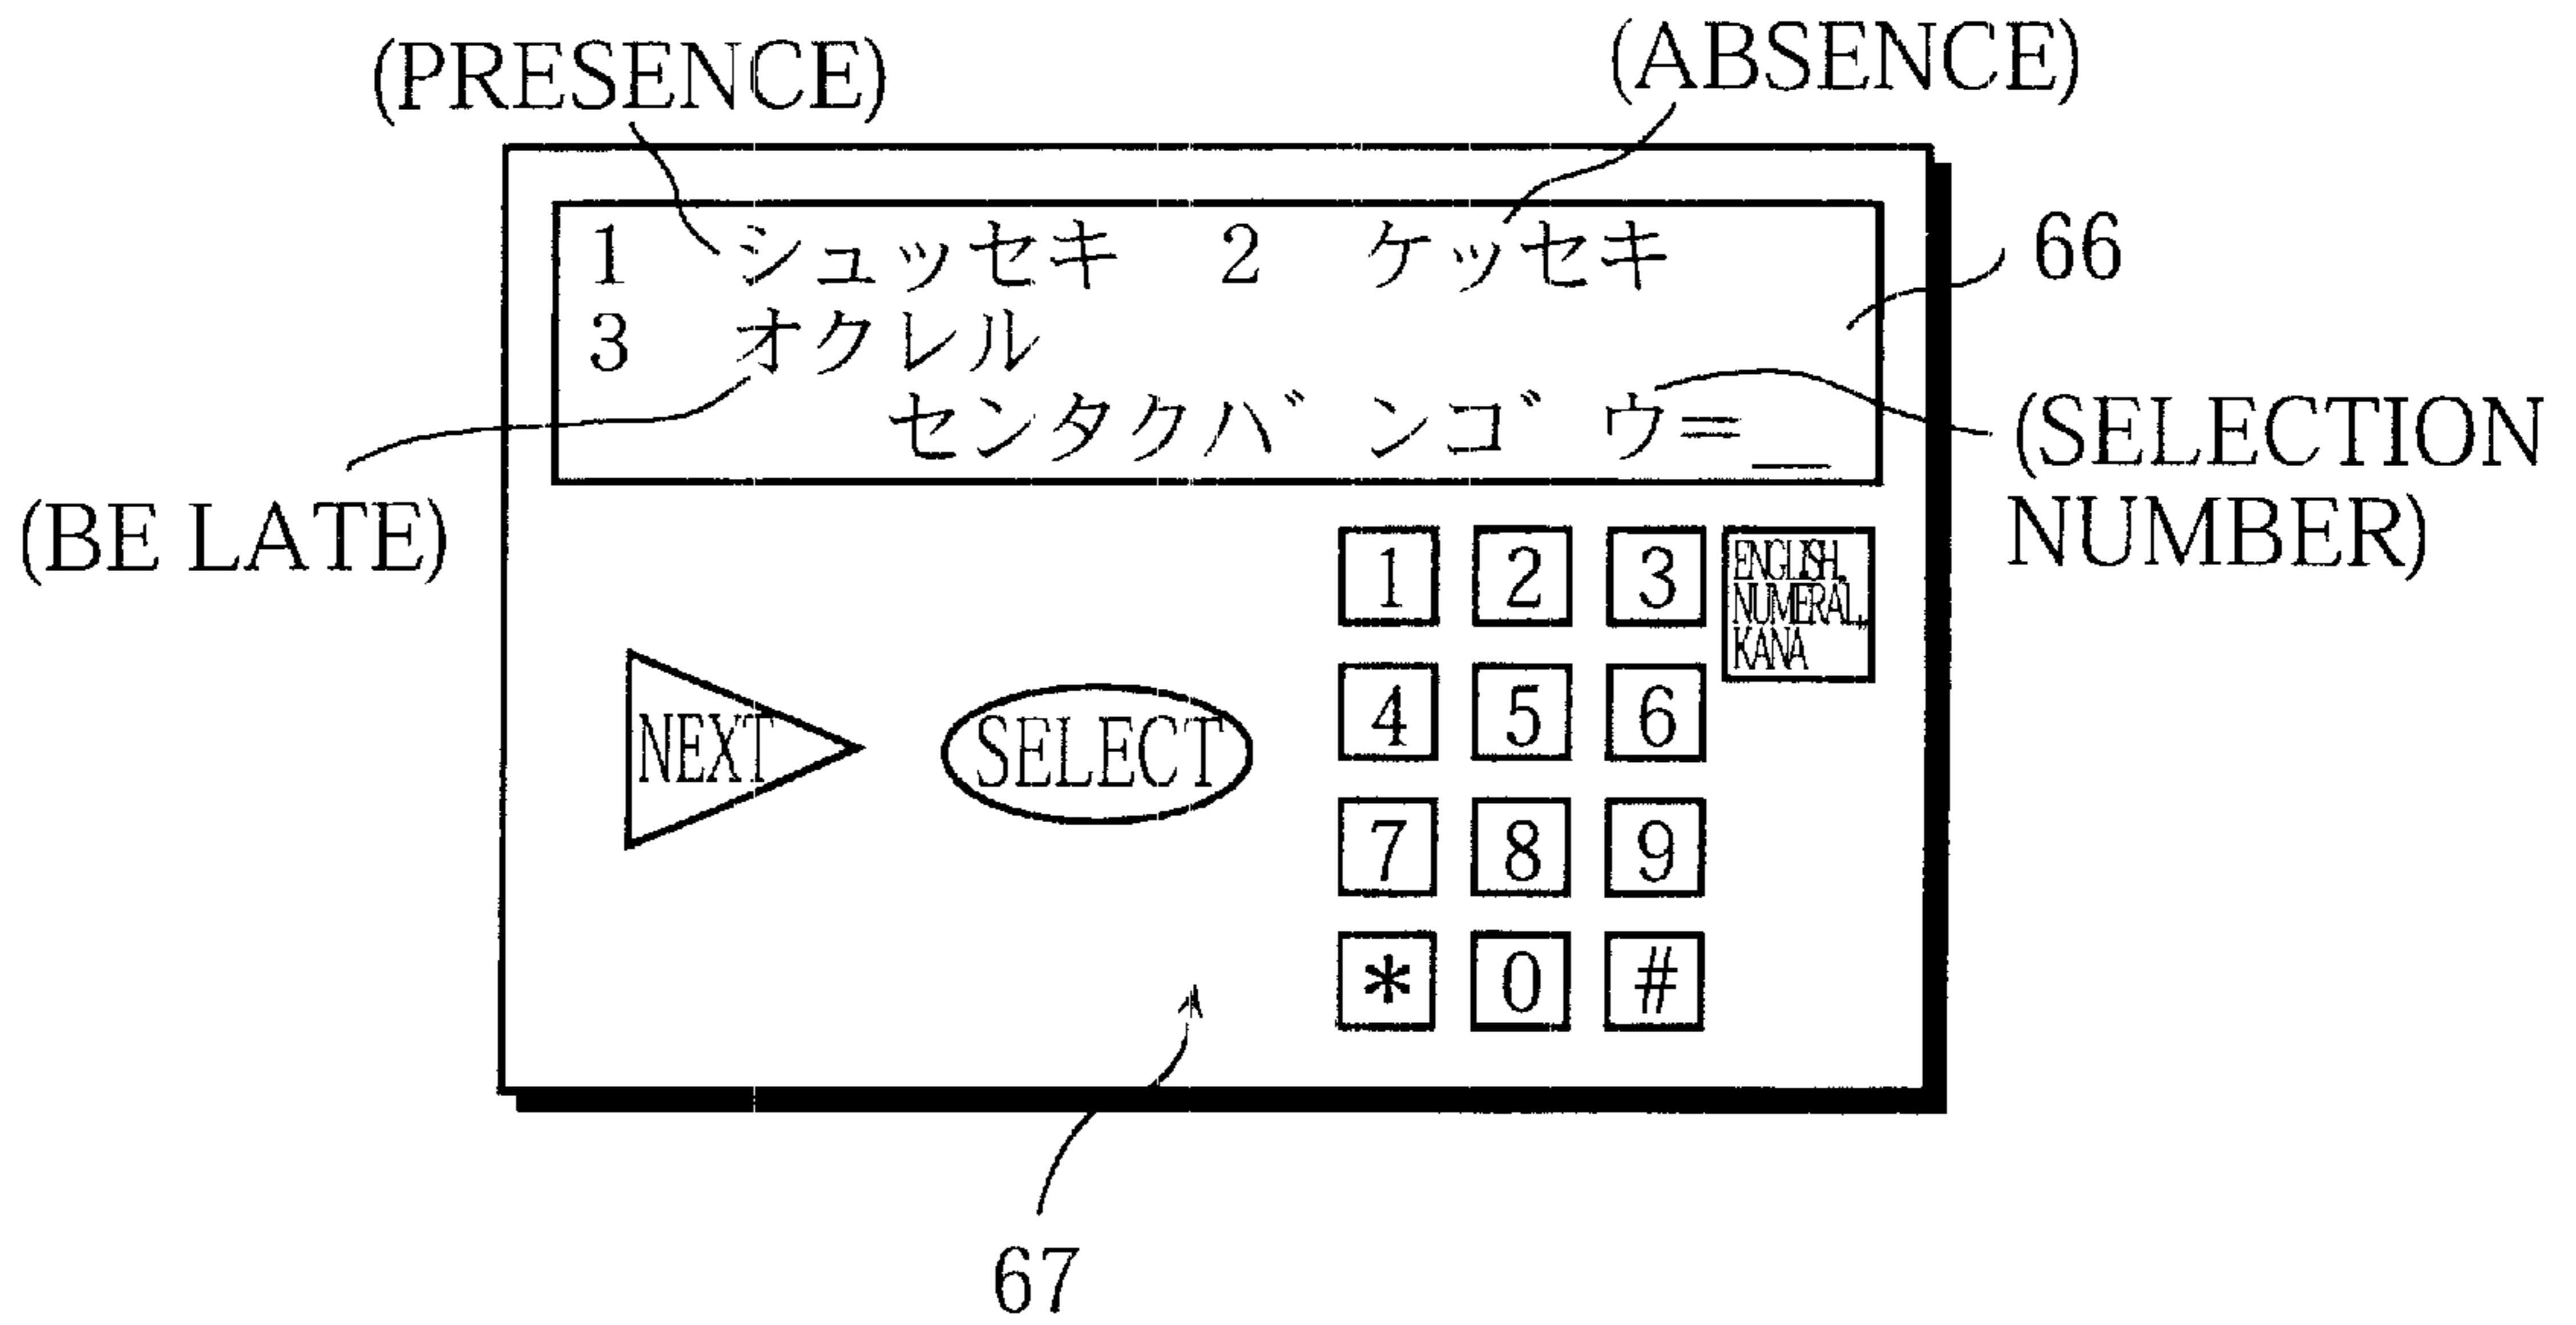 (PRESENCE)
(ABSENCE)
1 シュッセキ 2 ケッセキ
66
3 オクレル
センタクバンゴウ=__
(SELECTION
NUMBER)
(BE LATE)
1 2 3
ENGLISH,
NUMERAL,
KANA
4 5 6
NEXT
SELECT
7 8 9
* 0 #
67